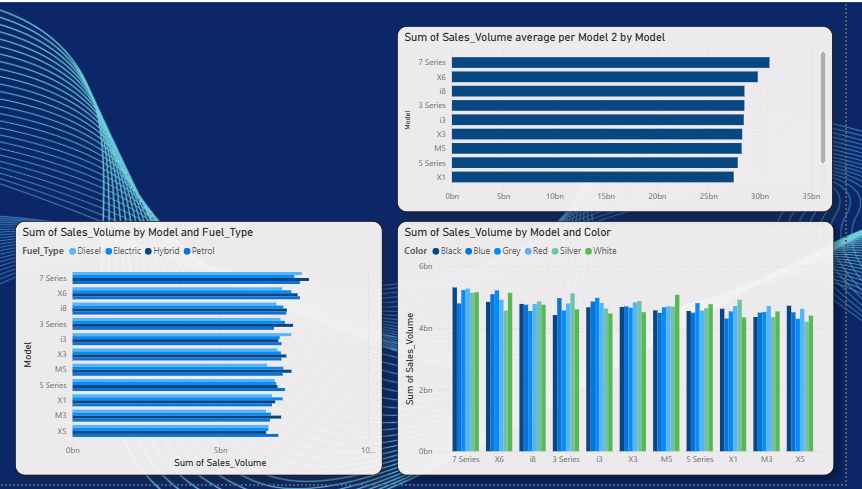 Sum of Sales_Volume average per Model 2 by Model
Model
7 Series
X6
i8
3 Series
i3
X3
M5
5 Series
X1
0bn 5bn 10bn 15bn 20bn 25bn 30bn 35bn
Sum of Sales_Volume by Model and Fuel_Type
Fuel_Type Diesel Electric Hybrid Petrol
Model
7 Series
X6
i8
3 Series
i3
X3
M5
5 Series
X1
M3
X5
0bn 5bn 10...
Sum of Sales_Volume
Sum of Sales_Volume by Model and Color
Color Black Blue Grey Red Silver White
Sum of Sales_Volume
6bn
4bn
2bn
0bn
7 Series X6 i8 3 Series i3 X3 M5 5 Series X1 M3 X5